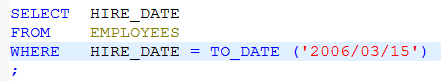 SELECT  HIRE_DATE
FROM    EMPLOYEES
WHERE   HIRE_DATE = TO_DATE ('2006/03/15')
;